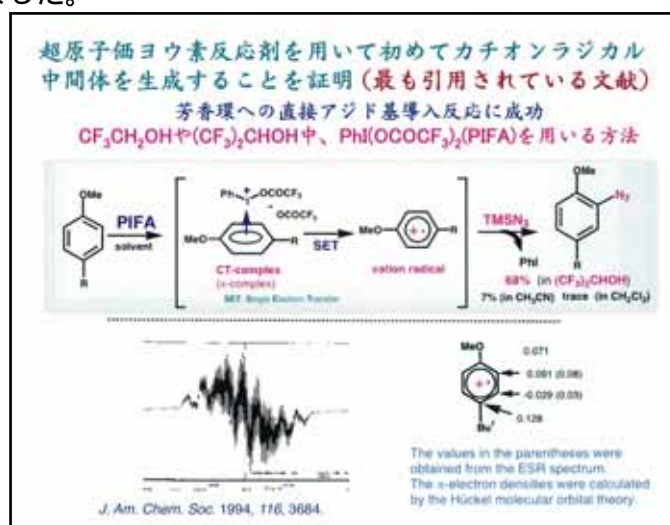 ました。
超原子価ヨウ素反応剤を用いて初めてカチオンラジカル
中間体を生成することを証明(最も引用されている文献)
芳香環への直接アジド基導入反応に成功
CF₃CH₂OHや(CF₃)₂CHOH中、PhI(OCOCF₃)₂(PIFA)を用いる方法
OMe
R
PIFA
solvent
Ph
I
OCOCF₃
OCOCF₃
MeO
R
CT-complex
(π-complex)
SET: Single Electron Transfer
SET
MeO
R
cation radical
TMSN₃
PhI
OMe
N₃
R
68% (in (CF₃)₂CHOH)
7% (in CH₃CN) trace (in CH₂Cl₂)
MeO
0.071
0.091 (0.08)
-0.029 (0.03)
0.128
Buᵗ
The values in the parentheses were
obtained from the ESR spectrum.
The π-electron densities were calculated
by the Hückel molecular orbital theory.
J. Am. Chem. Soc. 1994, 116, 3684.